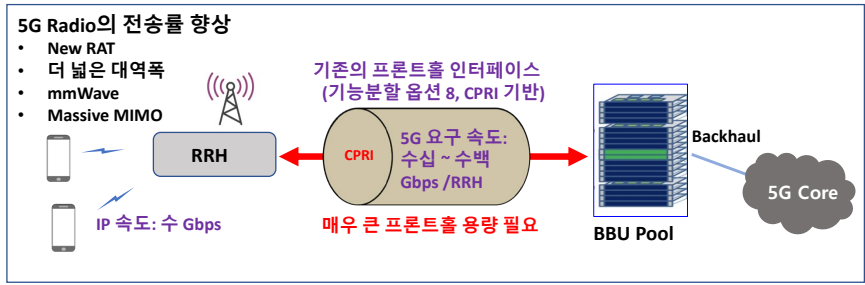 5G Radio의 전송률 향상
• New RAT
• 더 넓은 대역폭
• mmWave
• Massive MIMO
기존의 프론트홀 인터페이스
(기능분할 옵션 8, CPRI 기반)
RRH
CPRI
5G 요구 속도:
수십 ~ 수백
Gbps /RRH
Backhaul
5G Core
IP 속도: 수 Gbps
매우 큰 프론트홀 용량 필요
BBU Pool